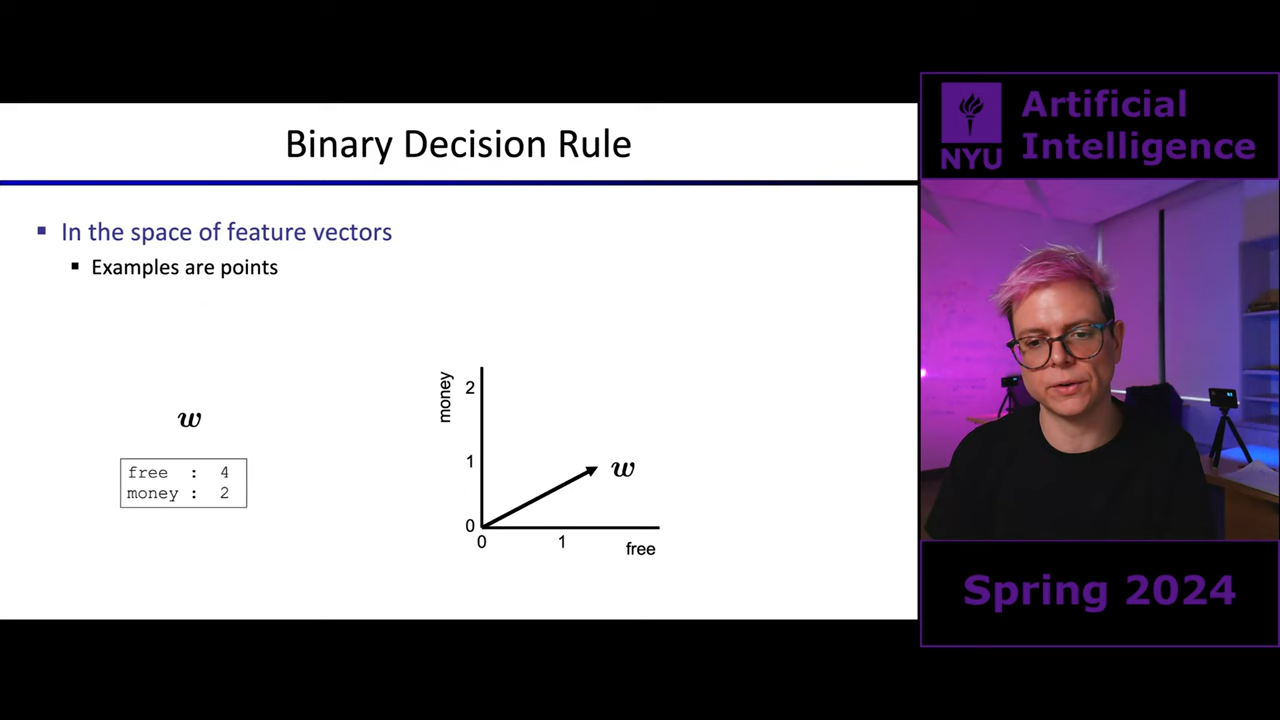 Binary Decision Rule
▪ In the space of feature vectors
▪ Examples are points
w
free : 4
money : 2
money
2
1
0
0 1
free
w
NYU
Artificial
Intelligence
Spring 2024